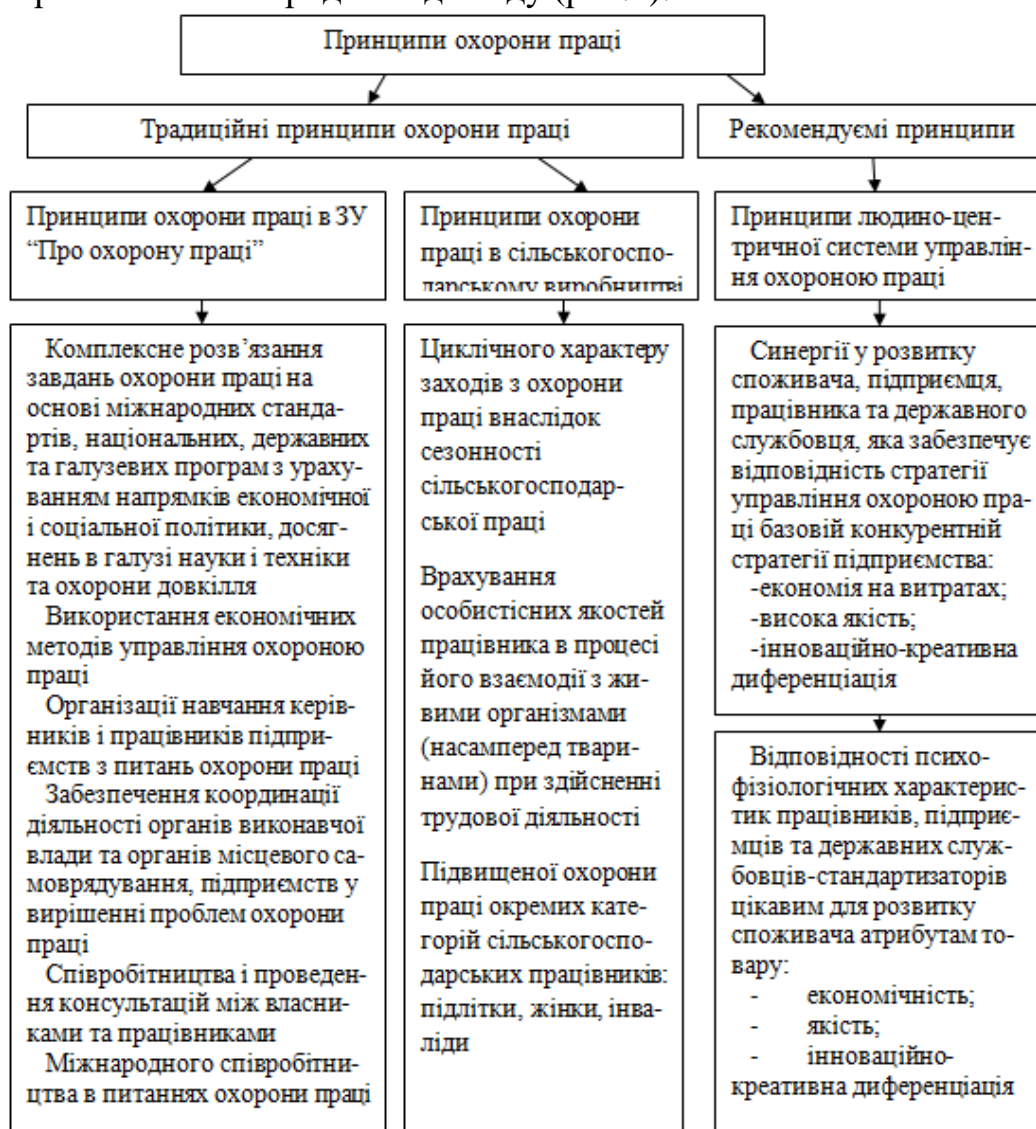 Принципи охорони праці
Традиційні принципи охорони праці
Рекомендуємі принципи
Принципи охорони праці в ЗУ
“Про охорону праці”
Принципи охорони
праці в сільськогоспо-
дарському виробництві
Принципи людино-цен-
тричної системи управлін-
ня охороною праці
Комплексне розв’язання
завдань охорони праці на
основі міжнародних станда-
ртів, національних, державних
та галузевих програм з ураху-
ванням напрямків економічної
і соціальної політики, досяг-
нень в галузі науки і техніки
та охорони довкілля
Використання економічних
методів управління охороною
праці
Організації навчання керів-
ників і працівників підпри-
ємств з питань охорони праці
Забезпечення координації
діяльності органів виконавчої
влади та органів місцевого са-
моврядування, підприємств у
вирішенні проблем охорони
праці
Співробітництва і проведен-
ня консультацій між власни-
ками та працівниками
Міжнародного співробітни-
цтва в питаннях охорони праці
Циклічного характеру
заходів з охорони
праці внаслідок
сезонності
сільськогосподар-
ської праці
Врахування
особистісних якостей
працівника в процесі
його взаємодії з жи-
вими організмами
(насамперед твари-
нами) при здійсненні
трудової діяльності
Підвищеної охорони
праці окремих кате-
горій сільськогоспо-
дарських працівників:
підлітки, жінки, інва-
ліди
Синергії у розвитку
споживача, підприємця,
працівника та державного
службовця, яка забезпечує
відповідність стратегії
управління охороною пра-
ці базовій конкурентній
стратегії підприємства:
-економія на витратах;
-висока якість;
-інноваційно-креативна
диференціація
Відповідності психо-
фізіологічних характерис-
тик працівників, підприє-
мців та державних служ-
бовців-стандартизаторів
цікавим для розвитку
споживача атрибутам то-
вару:
- економічність;
- якість;
- інноваційно-
креативна диференціація